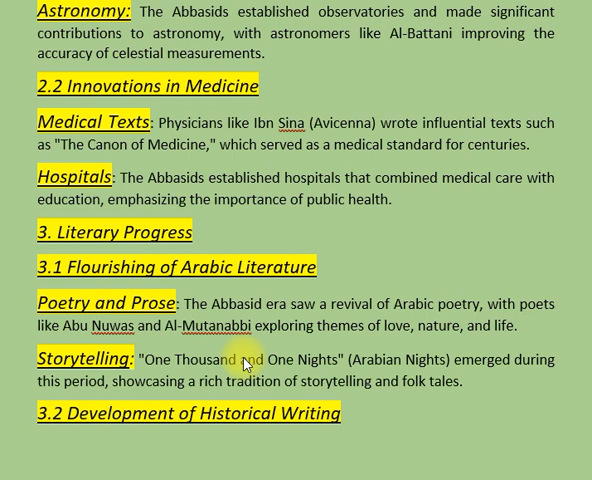 Astronomy: The Abbasids established observatories and made significant
contributions to astronomy, with astronomers like Al-Battani improving the
accuracy of celestial measurements.
2.2 Innovations in Medicine
Medical Texts: Physicians like Ibn Sina (Avicenna) wrote influential texts such
as "The Canon of Medicine," which served as a medical standard for centuries.
Hospitals: The Abbasids established hospitals that combined medical care with
education, emphasizing the importance of public health.
3. Literary Progress
3.1 Flourishing of Arabic Literature
Poetry and Prose: The Abbasid era saw a revival of Arabic poetry, with poets
like Abu Nuwas and Al-Mutanabbi exploring themes of love, nature, and life.
Storytelling: "One Thousand and One Nights" (Arabian Nights) emerged during
this period, showcasing a rich tradition of storytelling and folk tales.
3.2 Development of Historical Writing